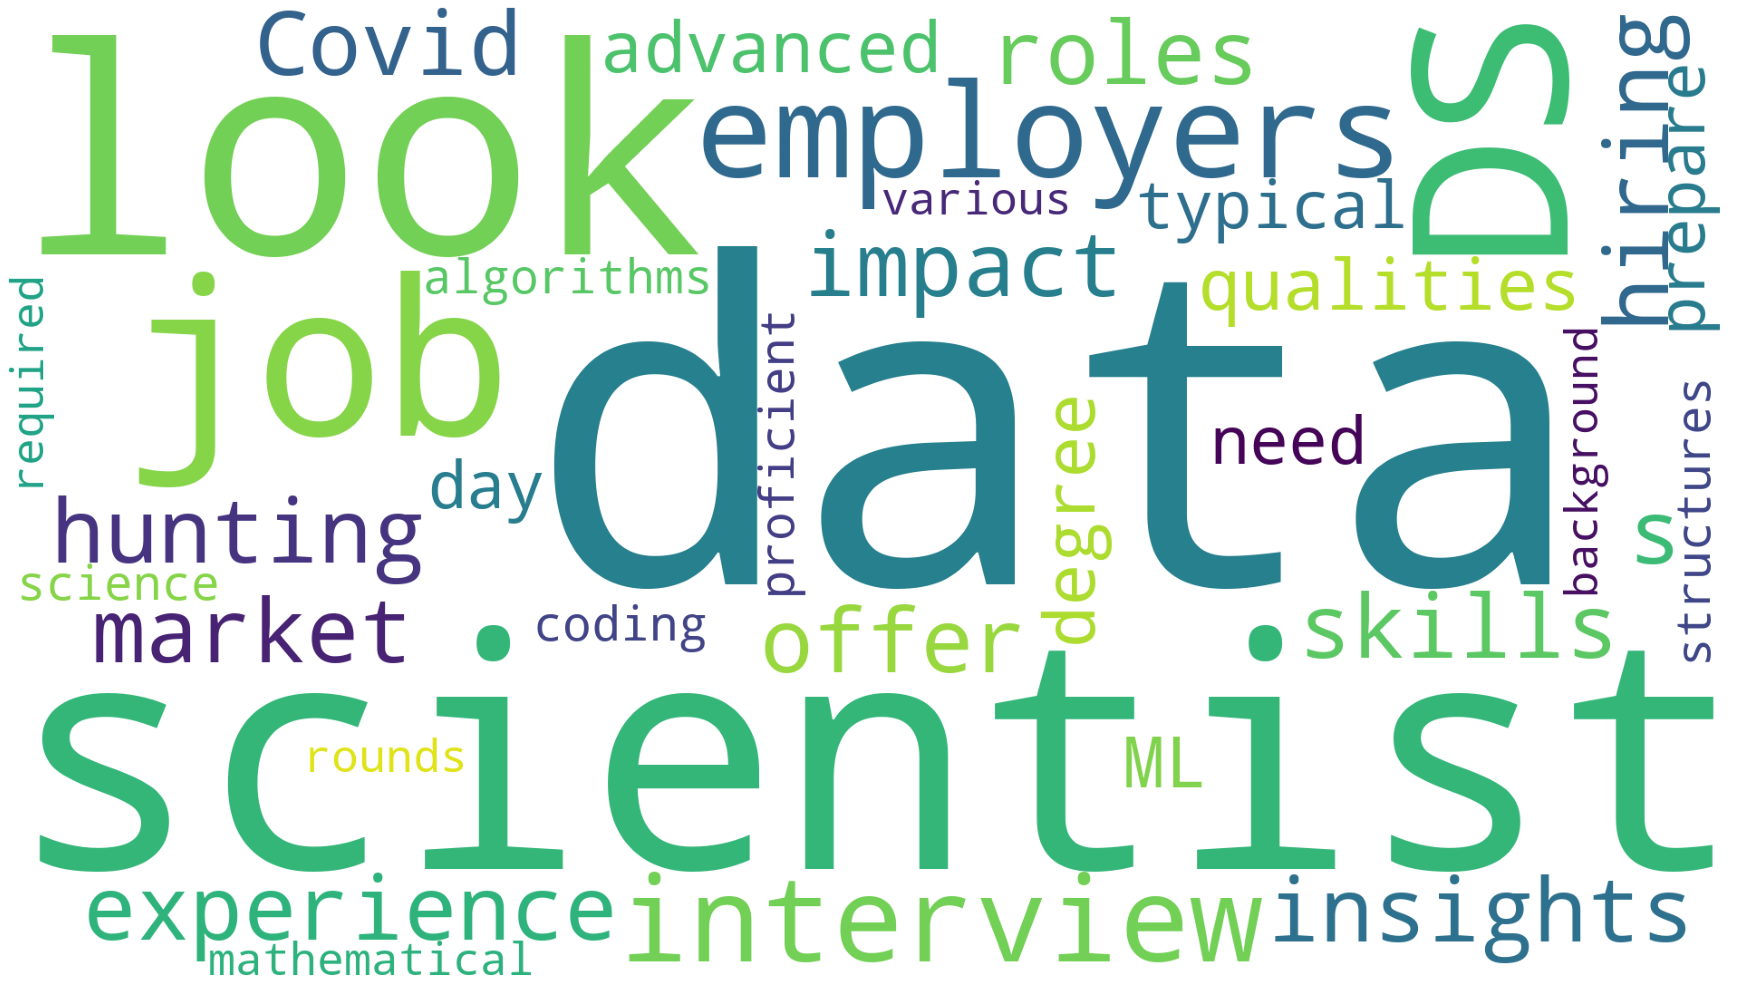 Covid
advanced
roles
look
employers
DS
hiring
prepare
various
typical
algorithms
impact
qualities
job
data
required
proficient
degree
need
background
structures
day
hunting
s
science
market
coding
offer
skills
scientist
rounds
ML
experience
interview
insights
mathematical